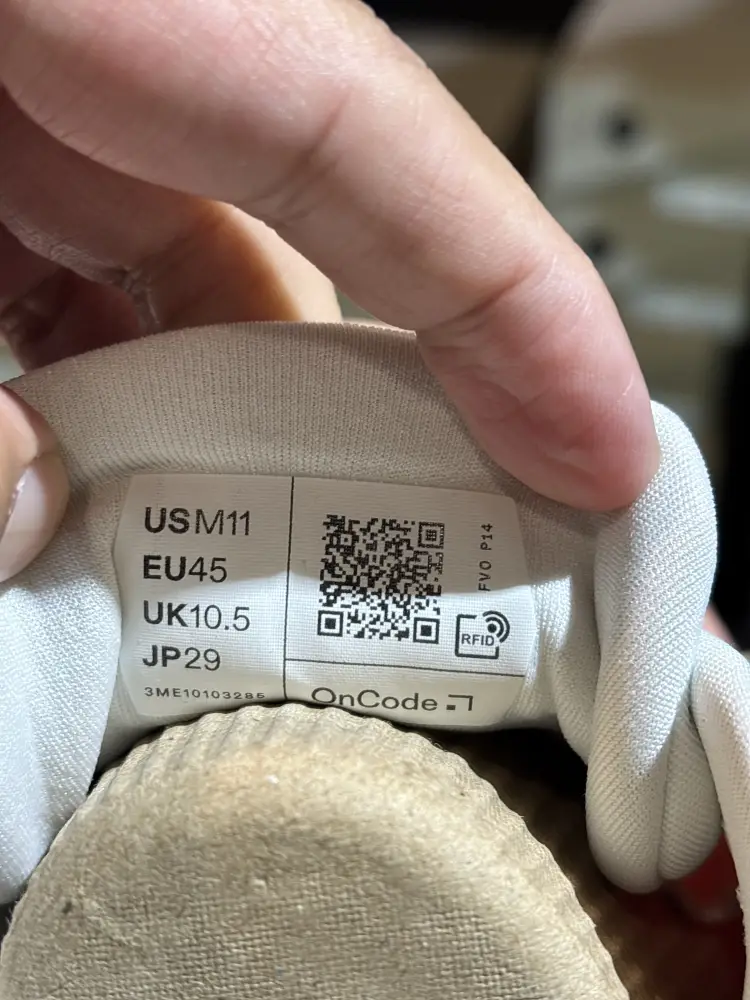 USM11
EU45
UK10.5
JP29
3ME10103285
FVO P14
RFID
OnCode